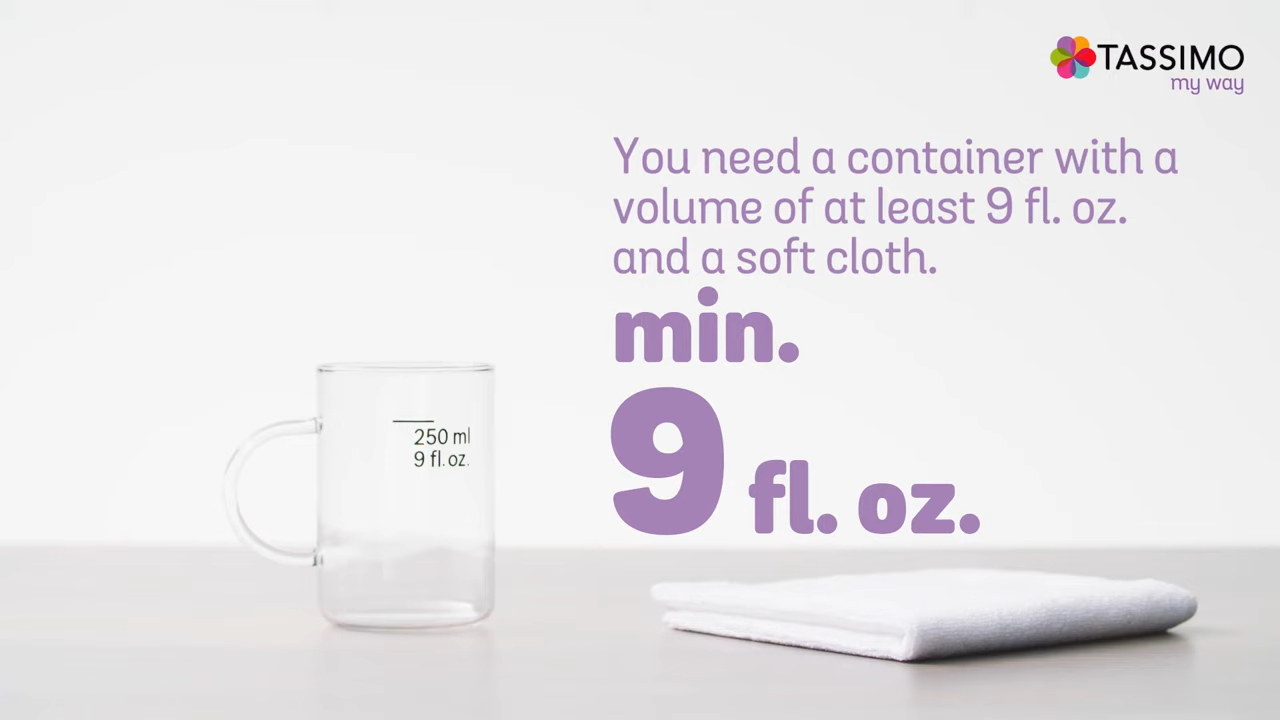 TASSIMO
my way
You need a container with a
volume of at least 9 fl. oz.
and a soft cloth.
min.
9 fl. oz.
250 ml
9 fl. oz.